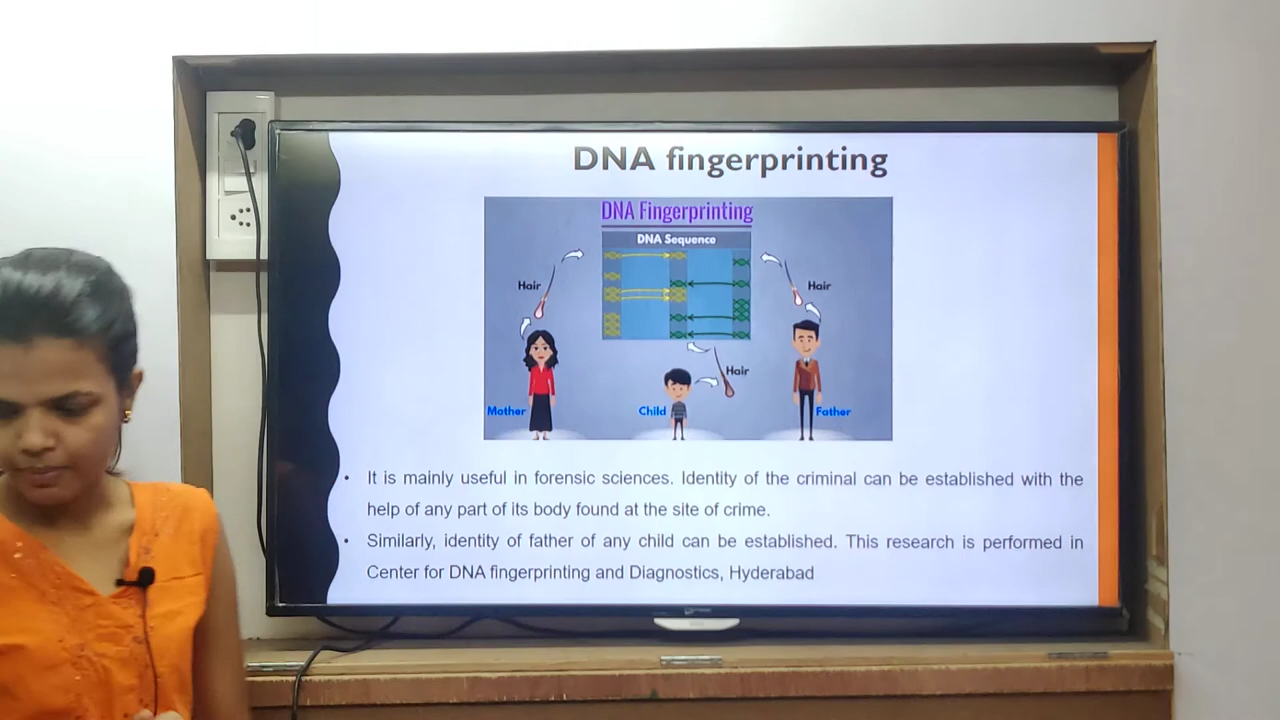 DNA fingerprinting
DNA Fingerprinting
DNA Sequence
Hair
Hair
Hair
Mother
Child
Father
• It is mainly useful in forensic sciences. Identity of the criminal can be established with the
help of any part of its body found at the site of crime.
• Similarly, identity of father of any child can be established. This research is performed in
Center for DNA fingerprinting and Diagnostics, Hyderabad